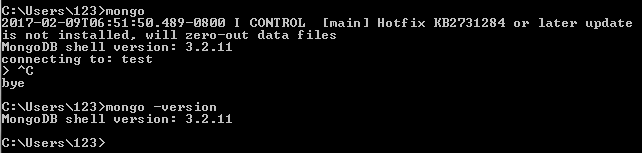 C:\Users\123>mongo
2017-02-09T06:51:50.489-0800 I CONTROL  [main] Hotfix KB2731284 or later update
is not installed, will zero-out data files
MongoDB shell version: 3.2.11
connecting to: test
> ^C
bye
C:\Users\123>mongo -version
MongoDB shell version: 3.2.11
C:\Users\123>